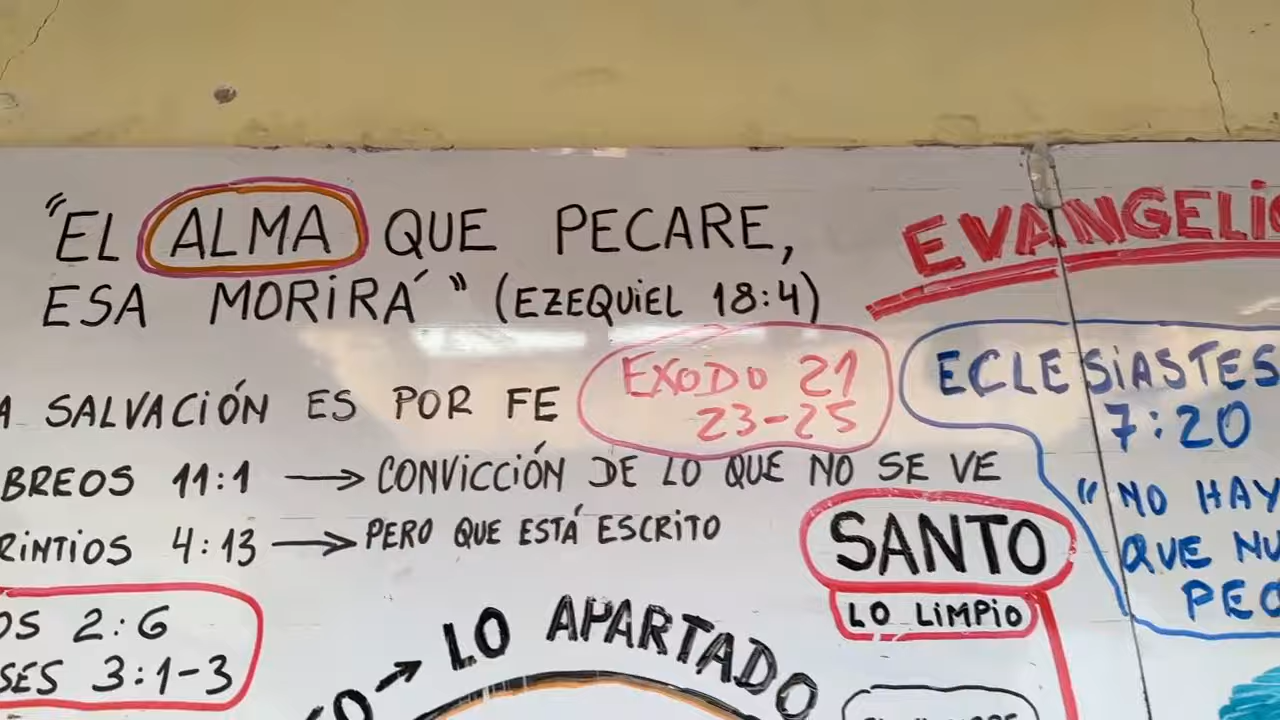 "EL ALMA QUE PECARE,
ESA MORIRÁ" (EZEQUIEL 18:4)
EVANGELIO
A SALVACIÓN ES POR FE
EXODO 21
23-25
ECLESIASTES
7:20
"NO HAY
QUE NU
PEC
BREOS 11:1 → CONVICCIÓN DE LO QUE NO SE VE
RINTIOS 4:13 → PERO QUE ESTÁ ESCRITO
SANTO
LO LIMPIO
OS 2:6
SES 3:1-3
O → LO APARTADO